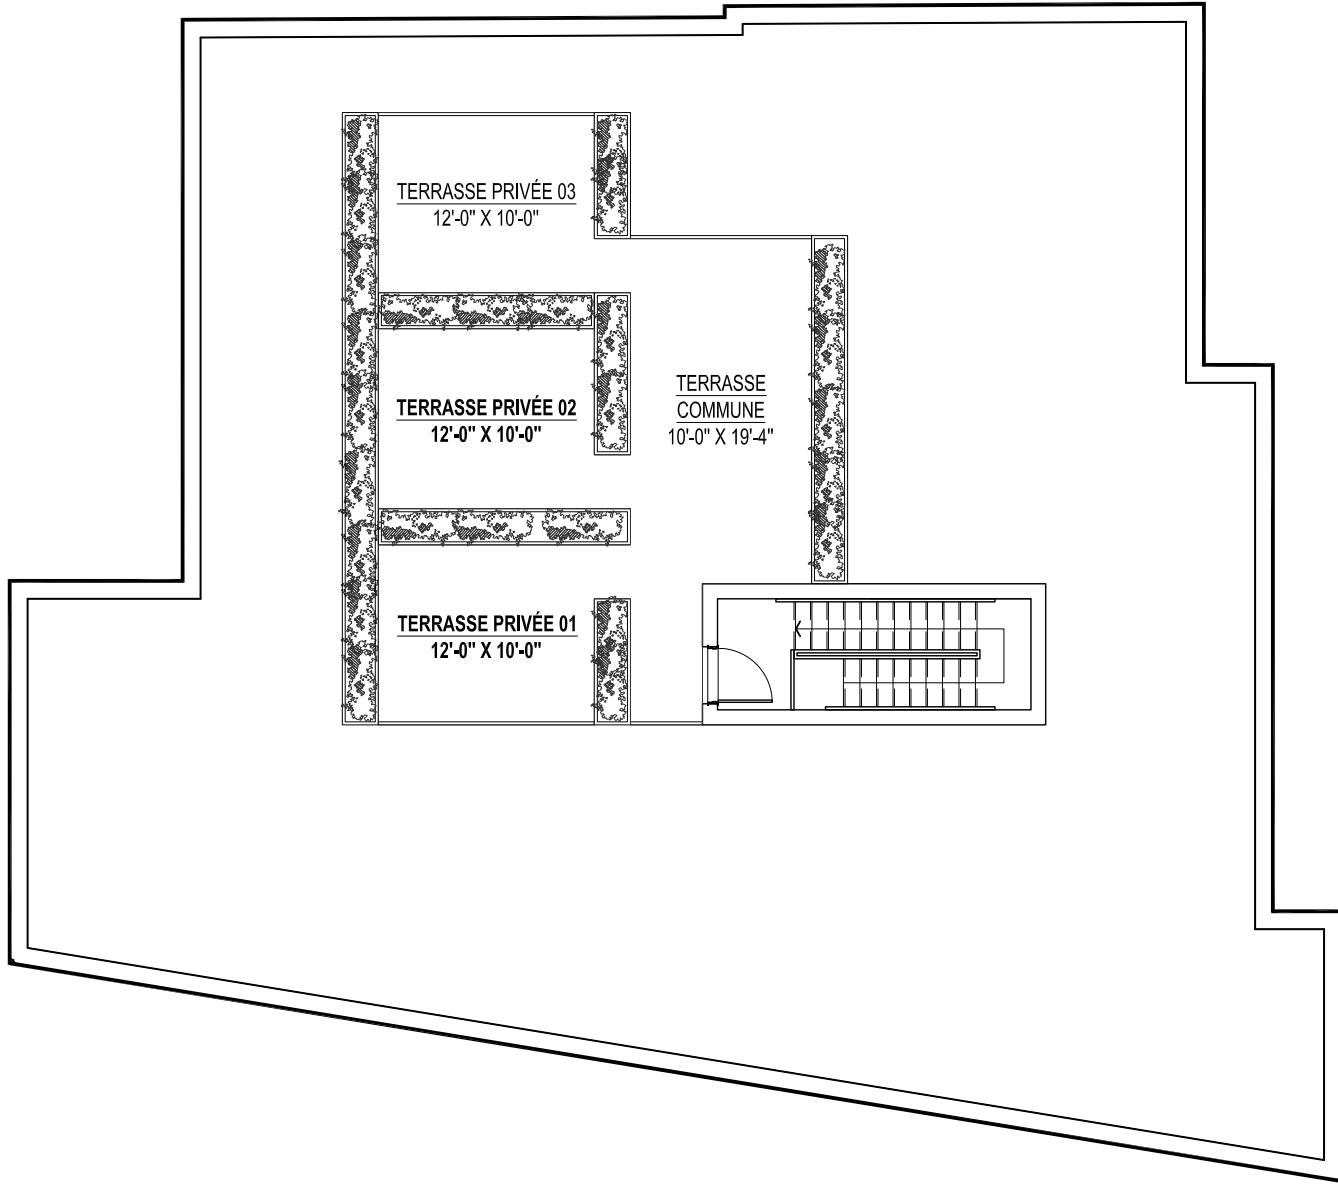 TERRASSE PRIVÉE 03
12'-0" X 10'-0"
TERRASSE PRIVÉE 02
12'-0" X 10'-0"
TERRASSE
COMMUNE
10'-0" X 19'-4"
TERRASSE PRIVÉE 01
12'-0" X 10'-0"